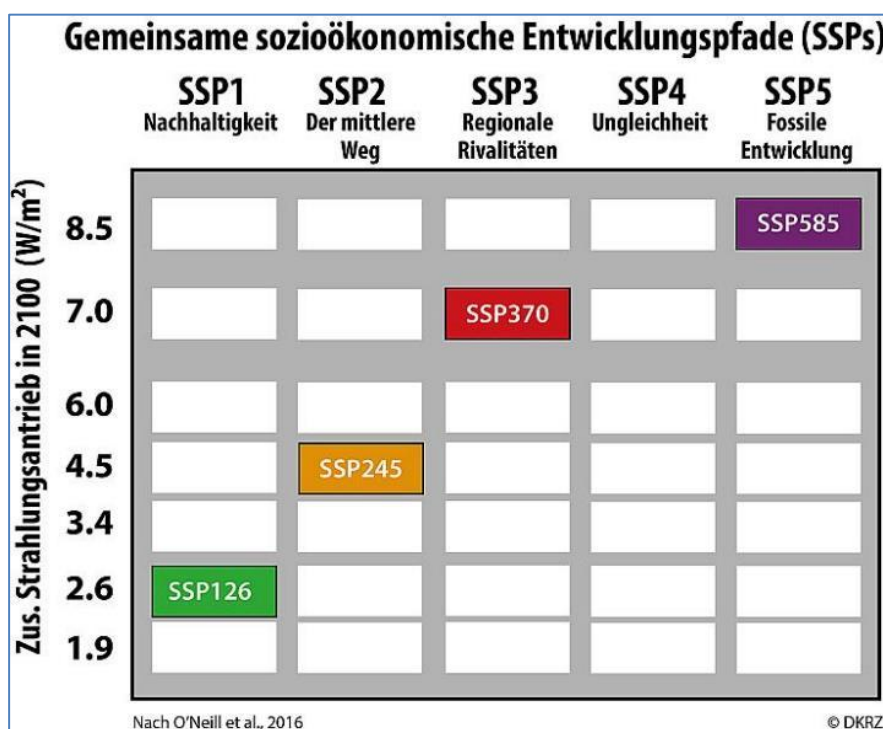 Gemeinsame sozioökonomische Entwicklungspfade (SSPs)
SSP1 SSP2 SSP3 SSP4 SSP5
Nachhaltigkeit Der mittlere Regionale Ungleichheit Fossile
Weg Rivalitäten Entwicklung
Zus. Strahlungsantrieb in 2100 (W/m²)
8.5 SSP585
7.0 SSP370
6.0
4.5 SSP245
3.4
2.6 SSP126
1.9
Nach O'Neill et al., 2016 © DKRZ